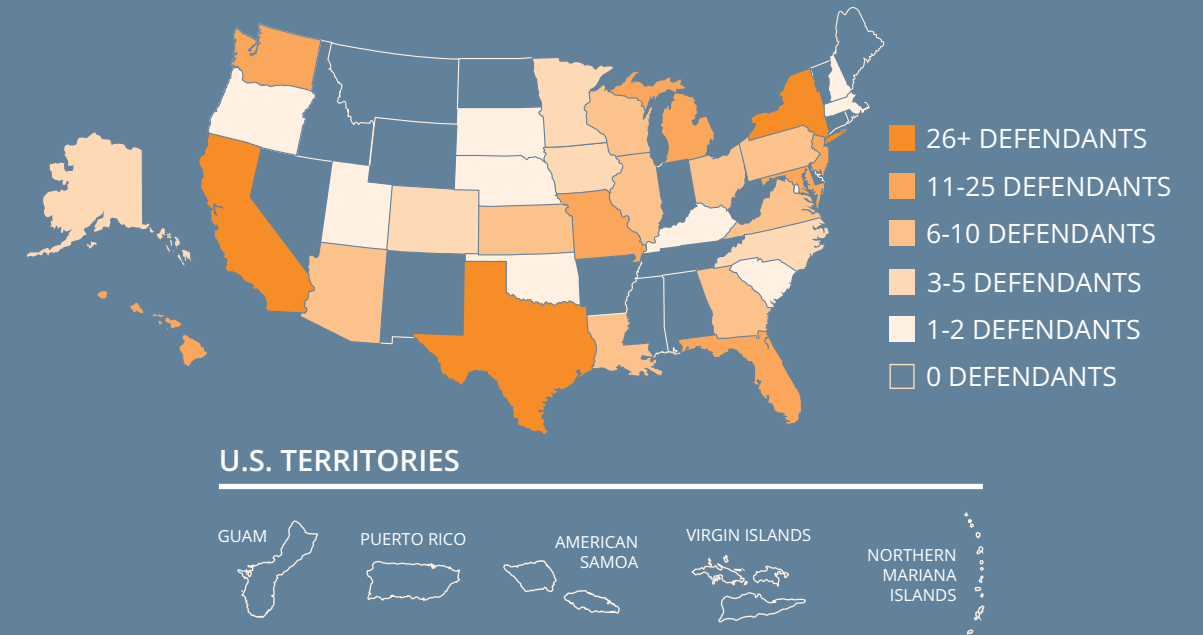 26+ DEFENDANTS
11-25 DEFENDANTS
6-10 DEFENDANTS
3-5 DEFENDANTS
1-2 DEFENDANTS
0 DEFENDANTS
U.S. TERRITORIES
GUAM
PUERTO RICO
AMERICAN
SAMOA
VIRGIN ISLANDS
NORTHERN
MARIANA
ISLANDS